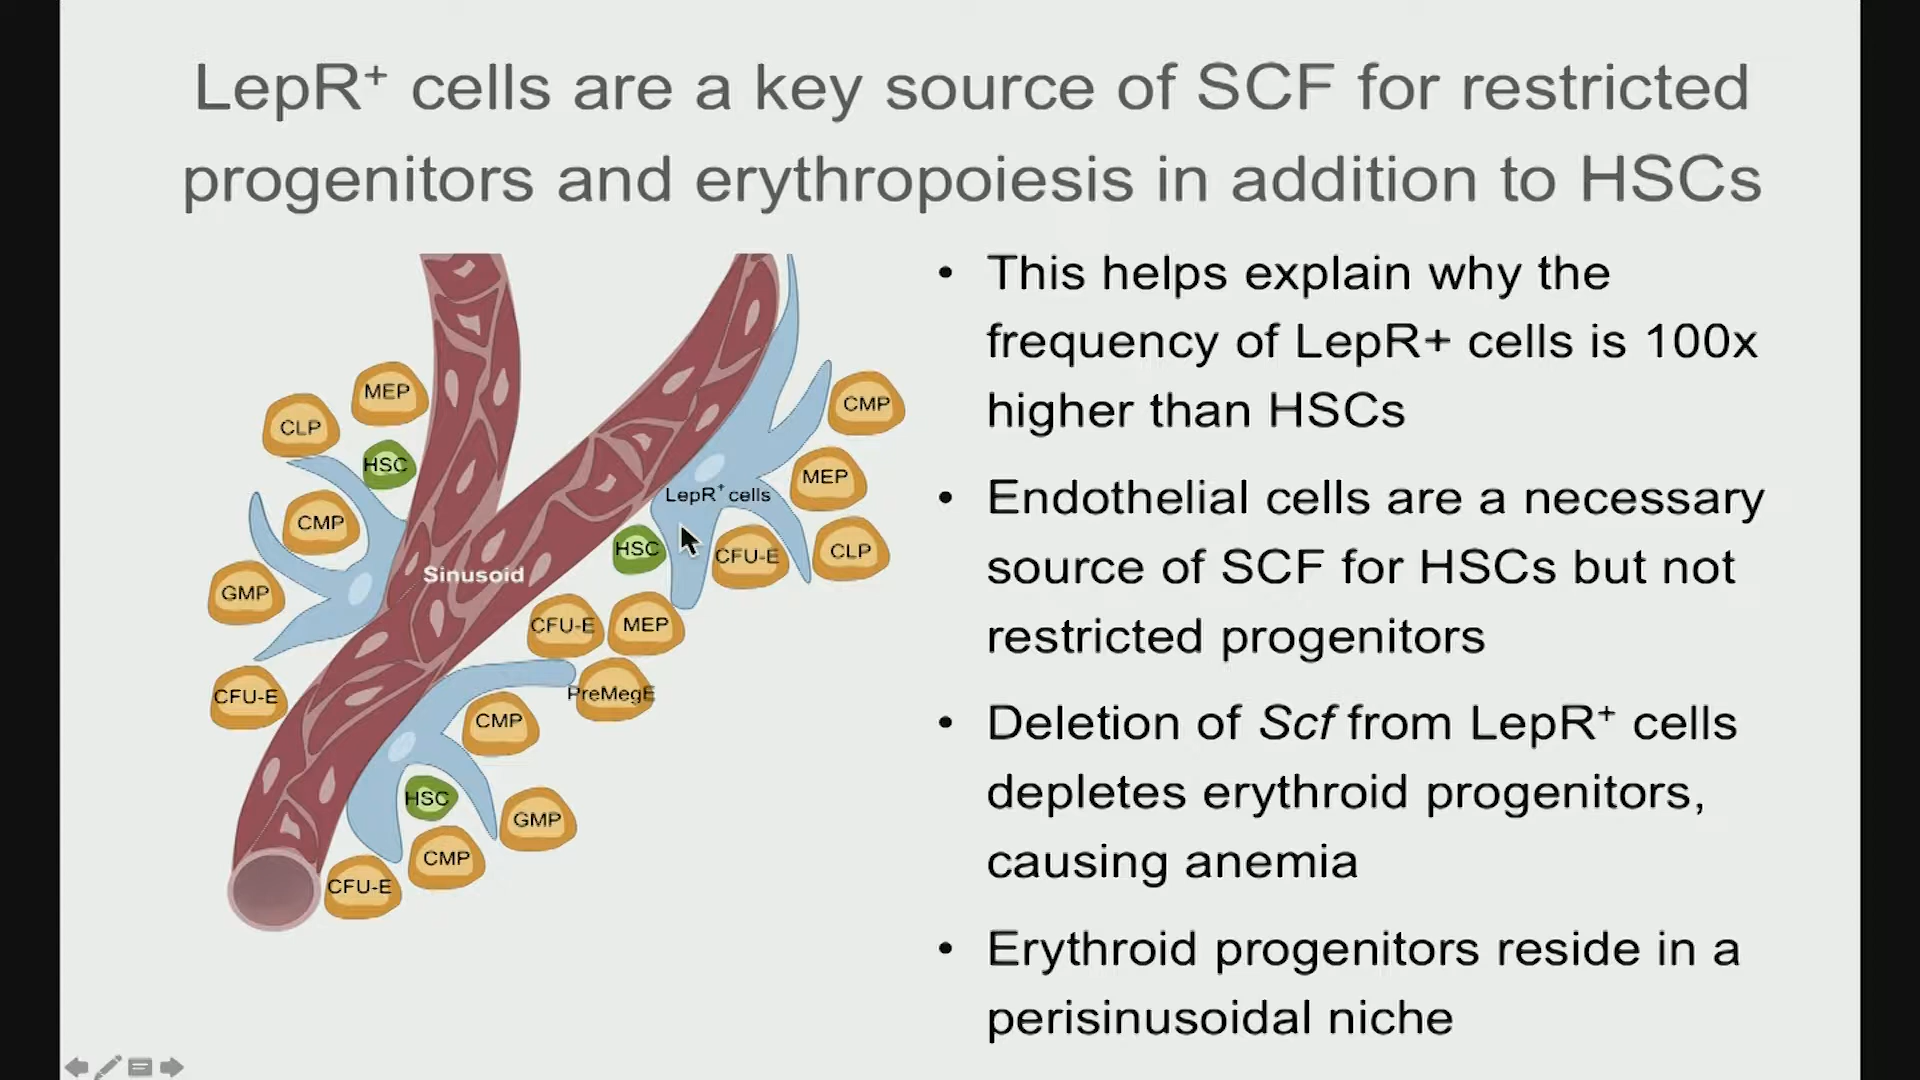 LepR⁺ cells are a key source of SCF for restricted
progenitors and erythropoiesis in addition to HSCs
• This helps explain why the
frequency of LepR+ cells is 100x
higher than HSCs
• Endothelial cells are a necessary
source of SCF for HSCs but not
restricted progenitors
• Deletion of Scf from LepR⁺ cells
depletes erythroid progenitors,
causing anemia
• Erythroid progenitors reside in a
perisinusoidal niche
MEP
CLP
HSC
CMP
GMP
CFU-E
Sinusoid
CMP
MEP
LepR⁺ cells
HSC
CFU-E
CLP
CFU-E
MEP
PreMegE
CMP
HSC
GMP
CMP
CFU-E